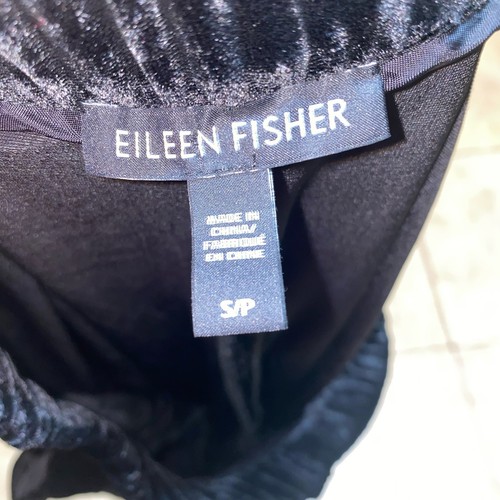 EILEEN FISHER
MADE IN
CHINA/
FABRIQUÉ
EN CHINE
S/P